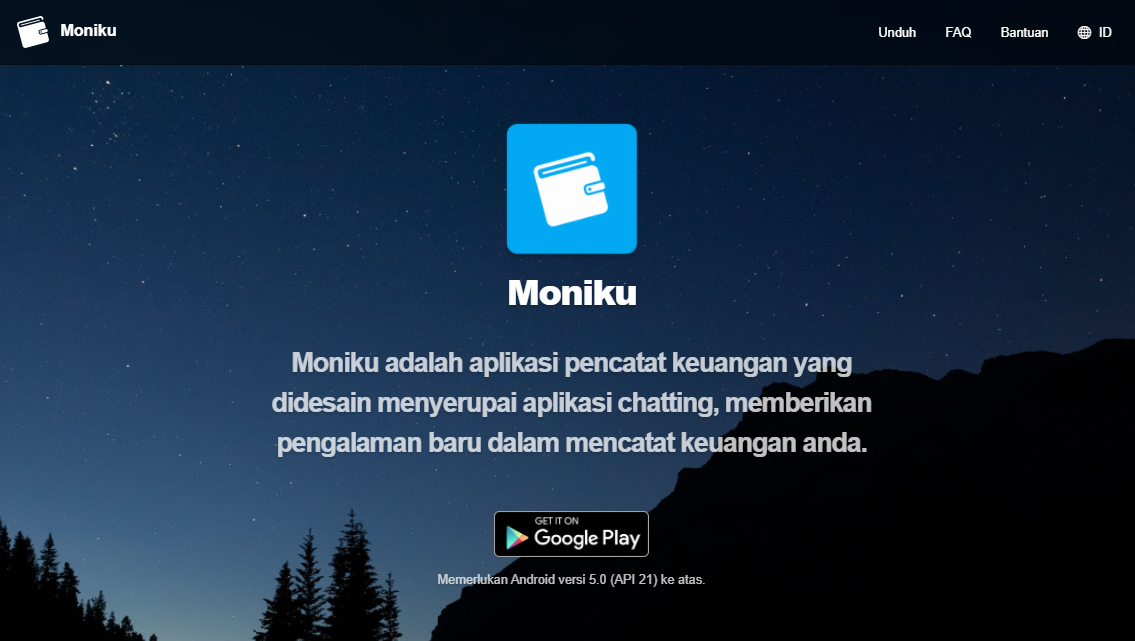 Moniku
Unduh
FAQ
Bantuan
ID
Moniku
Moniku adalah aplikasi pencatat keuangan yang
didesain menyerupai aplikasi chatting, memberikan
pengalaman baru dalam mencatat keuangan anda.
GET IT ON
Google Play
Memerlukan Android versi 5.0 (API 21) ke atas.